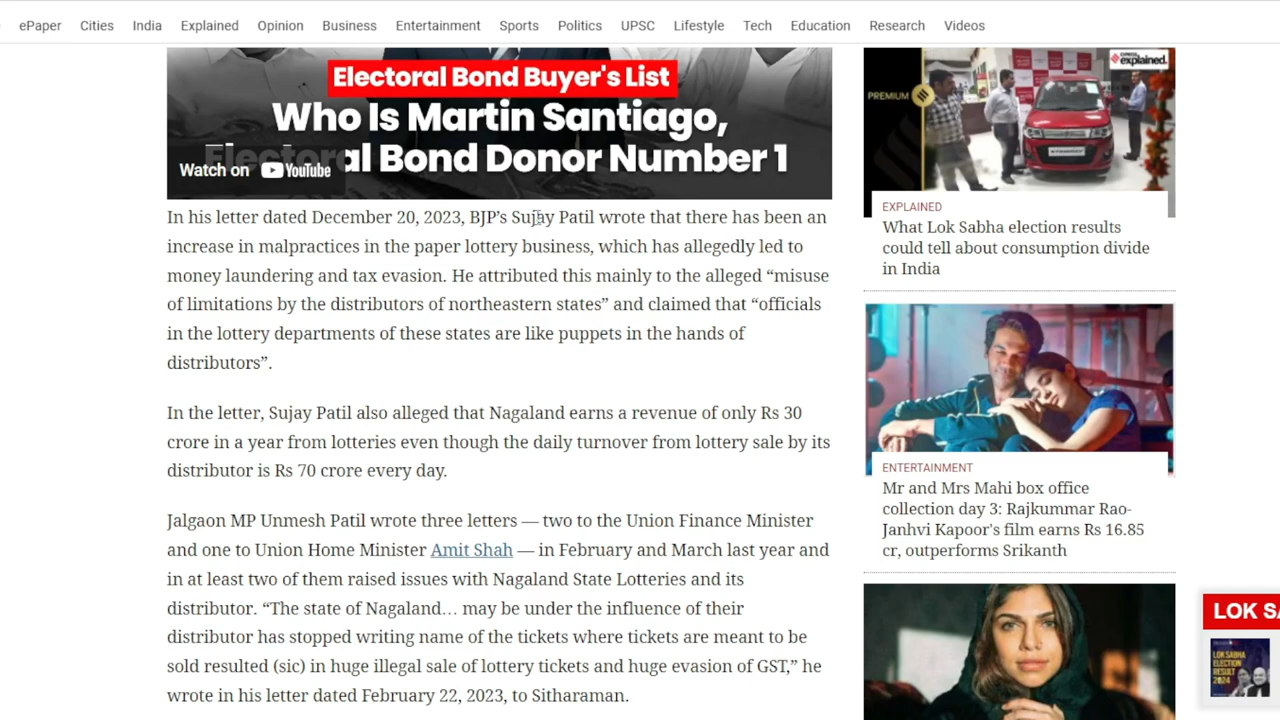 ePaper Cities India Explained Opinion Business Entertainment Sports Politics UPSC Lifestyle Tech Education Research Videos
Electoral Bond Buyer's List
Who Is Martin Santiago,
Electoral Bond Donor Number 1
Watch on YouTube
In his letter dated December 20, 2023, BJP’s Sujay Patil wrote that there has been an
increase in malpractices in the paper lottery business, which has allegedly led to
money laundering and tax evasion. He attributed this mainly to the alleged “misuse
of limitations by the distributors of northeastern states” and claimed that “officials
in the lottery departments of these states are like puppets in the hands of
distributors”.
In the letter, Sujay Patil also alleged that Nagaland earns a revenue of only Rs 30
crore in a year from lotteries even though the daily turnover from lottery sale by its
distributor is Rs 70 crore every day.
Jalgaon MP Unmesh Patil wrote three letters — two to the Union Finance Minister
and one to Union Home Minister Amit Shah — in February and March last year and
in at least two of them raised issues with Nagaland State Lotteries and its
distributor. “The state of Nagaland… may be under the influence of their
distributor has stopped writing name of the tickets where tickets are meant to be
sold resulted (sic) in huge illegal sale of lottery tickets and huge evasion of GST,” he
wrote in his letter dated February 22, 2023, to Sitharaman.
explained.
PREMIUM
EXPLAINED
What Lok Sabha election results
could tell about consumption divide
in India
ENTERTAINMENT
Mr and Mrs Mahi box office
collection day 3: Rajkummar Rao-
Janhvi Kapoor's film earns Rs 16.85
cr, outperforms Srikanth
LOK SA
LOK SABHA
ELECTION
RESULT
2024